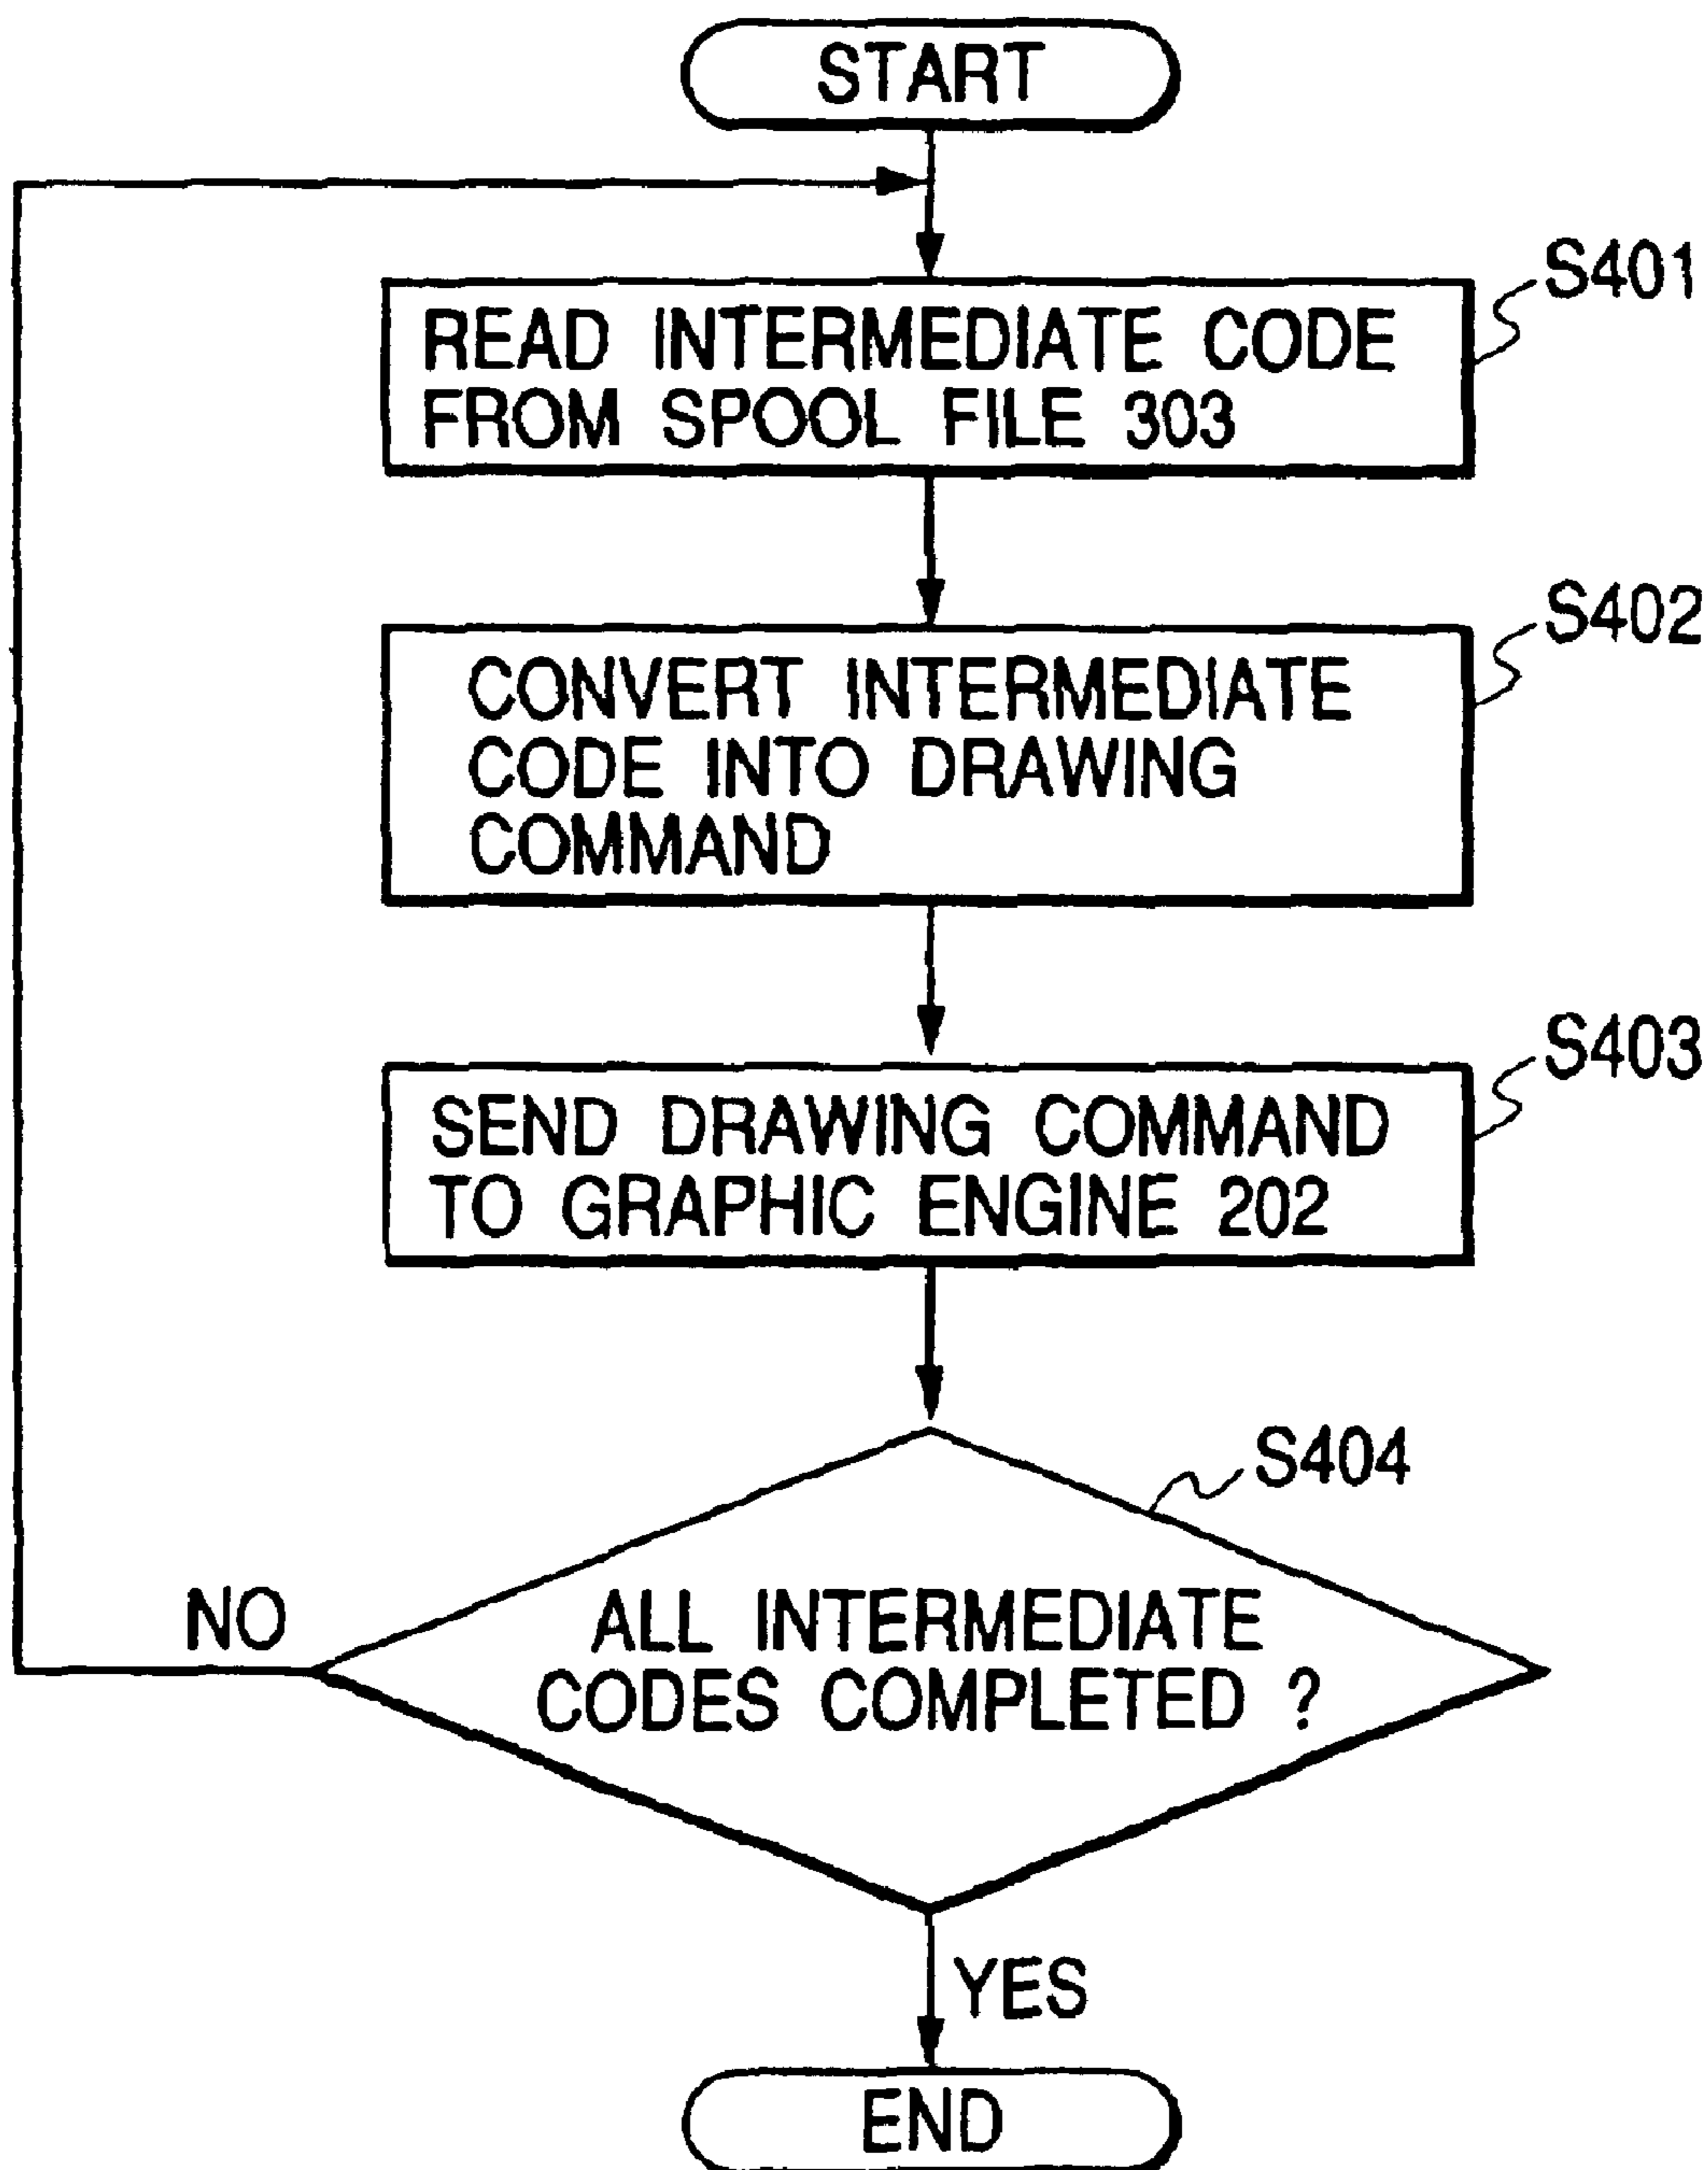 START
S401
READ INTERMEDIATE CODE
FROM SPOOL FILE 303
S402
CONVERT INTERMEDIATE
CODE INTO DRAWING
COMMAND
S403
SEND DRAWING COMMAND
TO GRAPHIC ENGINE 202
S404
NO
ALL INTERMEDIATE
CODES COMPLETED ?
YES
END